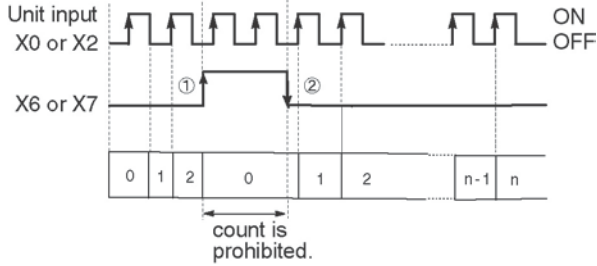 Unit input
X0 or X2
ON
OFF
① ②
X6 or X7
0 1 2 0 1 2 n-1 n
count is
prohibited.